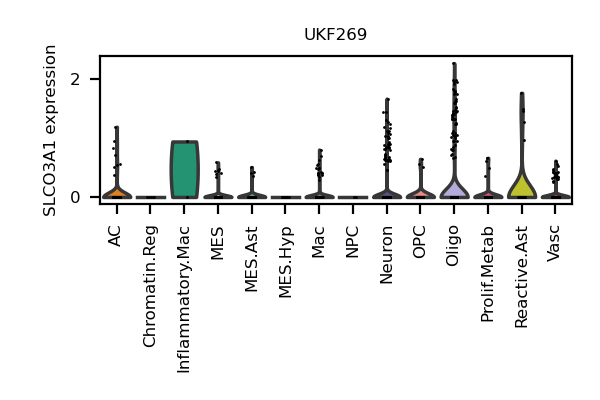 UKF269
SLCO3A1 expression
2
0
AC
Chromatin.Reg
Inflammatory.Mac
MES
MES.Ast
MES.Hyp
Mac
NPC
Neuron
OPC
Oligo
Prolif.Metab
Reactive.Ast
Vasc